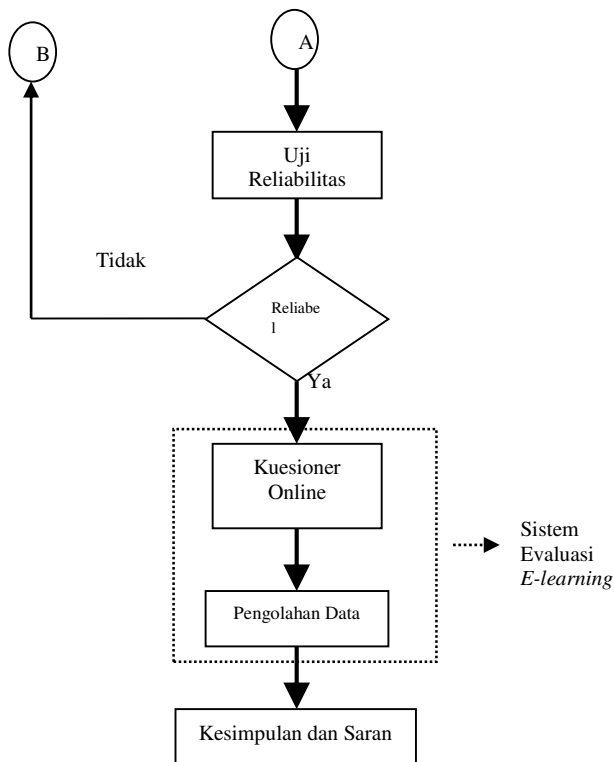 B
A
Uji
Reliabilitas
Tidak
Reliabe
l
Ya
Kuesioner
Online
Sistem
Evaluasi
E-learning
Pengolahan Data
Kesimpulan dan Saran